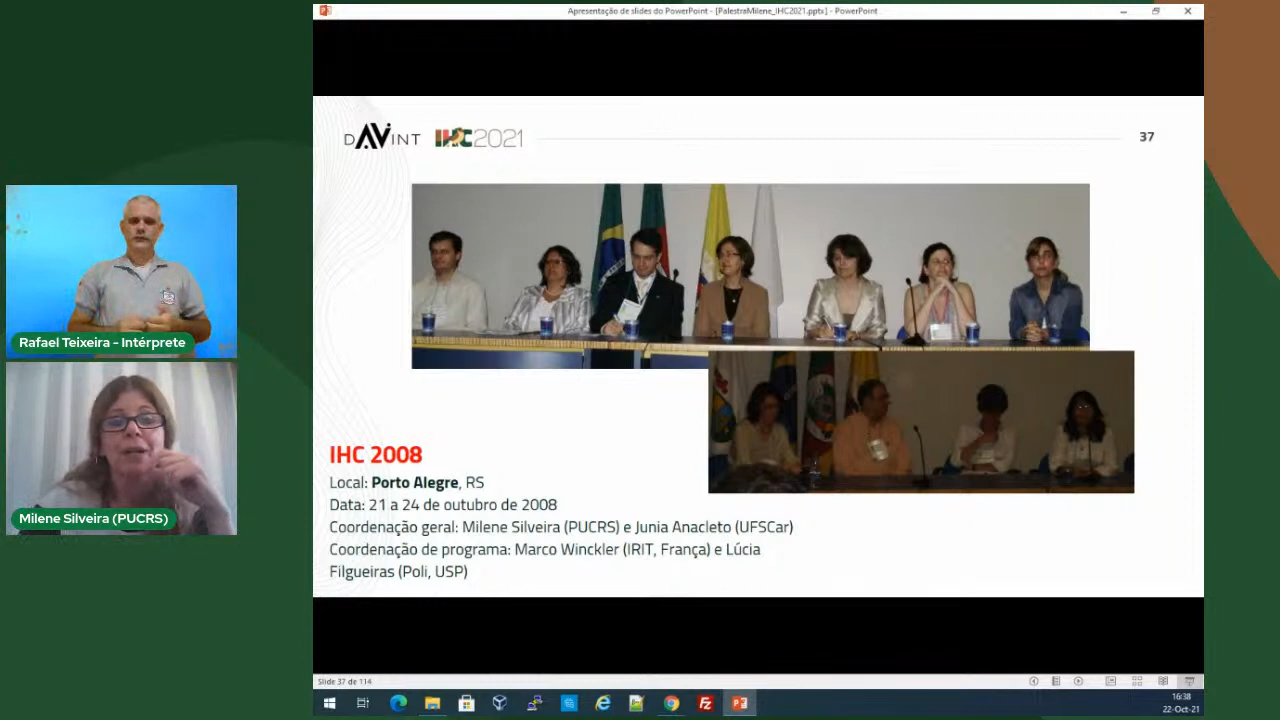 Apresentação de slides do PowerPoint - [PalestraMilene_IHC2021.pptx] - PowerPoint
DAVINT IHC2021
37
Rafael Teixeira - Intérprete
Milene Silveira (PUCRS)
IHC 2008
Local: Porto Alegre, RS
Data: 21 a 24 de outubro de 2008
Coordenação geral: Milene Silveira (PUCRS) e Junia Anacleto (UFSCar)
Coordenação de programa: Marco Winckler (IRIT, França) e Lúcia
Filgueiras (Poli, USP)
Slide 37 de 114
16:38
22-Oct-21